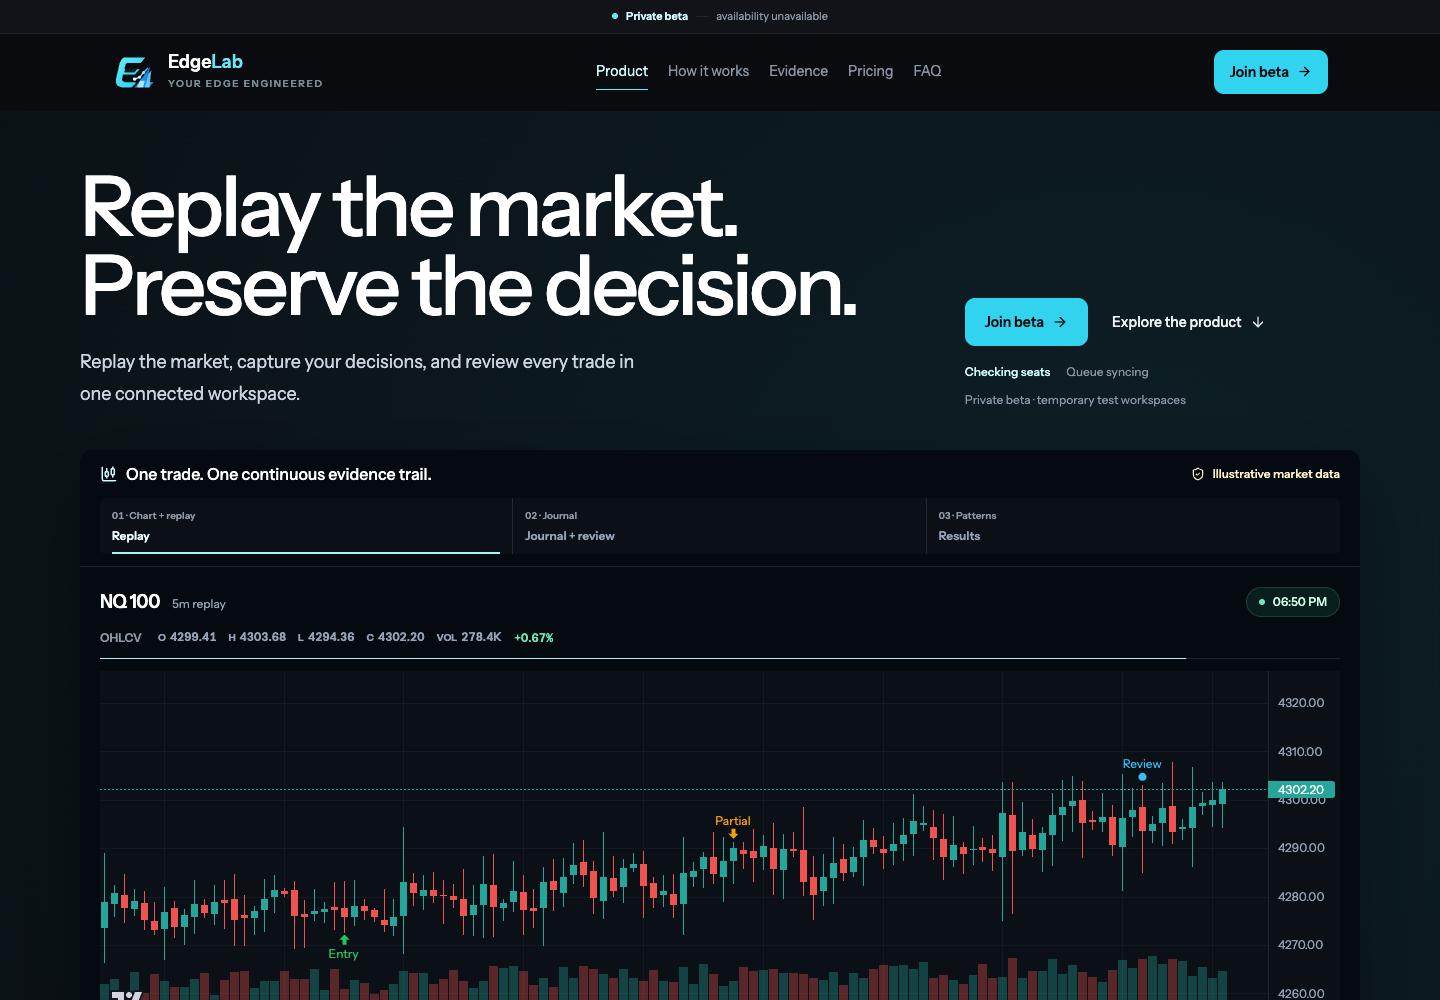 Private beta — availability unavailable
EdgeLab
YOUR EDGE ENGINEERED
Product How it works Evidence Pricing FAQ
Join beta →
Replay the market.
Preserve the decision.
Replay the market, capture your decisions, and review every trade in
one connected workspace.
Join beta → Explore the product ↓
Checking seats Queue syncing
Private beta · temporary test workspaces
One trade. One continuous evidence trail.
Illustrative market data
01 · Chart + replay
Replay
02 · Journal
Journal + review
03 · Patterns
Results
NQ 100 5m replay
06:50 PM
OHLCV O 4299.41 H 4303.68 L 4294.36 C 4302.20 VOL 278.4K +0.67%
4320.00
4310.00
Review
4302.20
4300.00
Partial
4290.00
4280.00
4270.00
Entry
4260.00